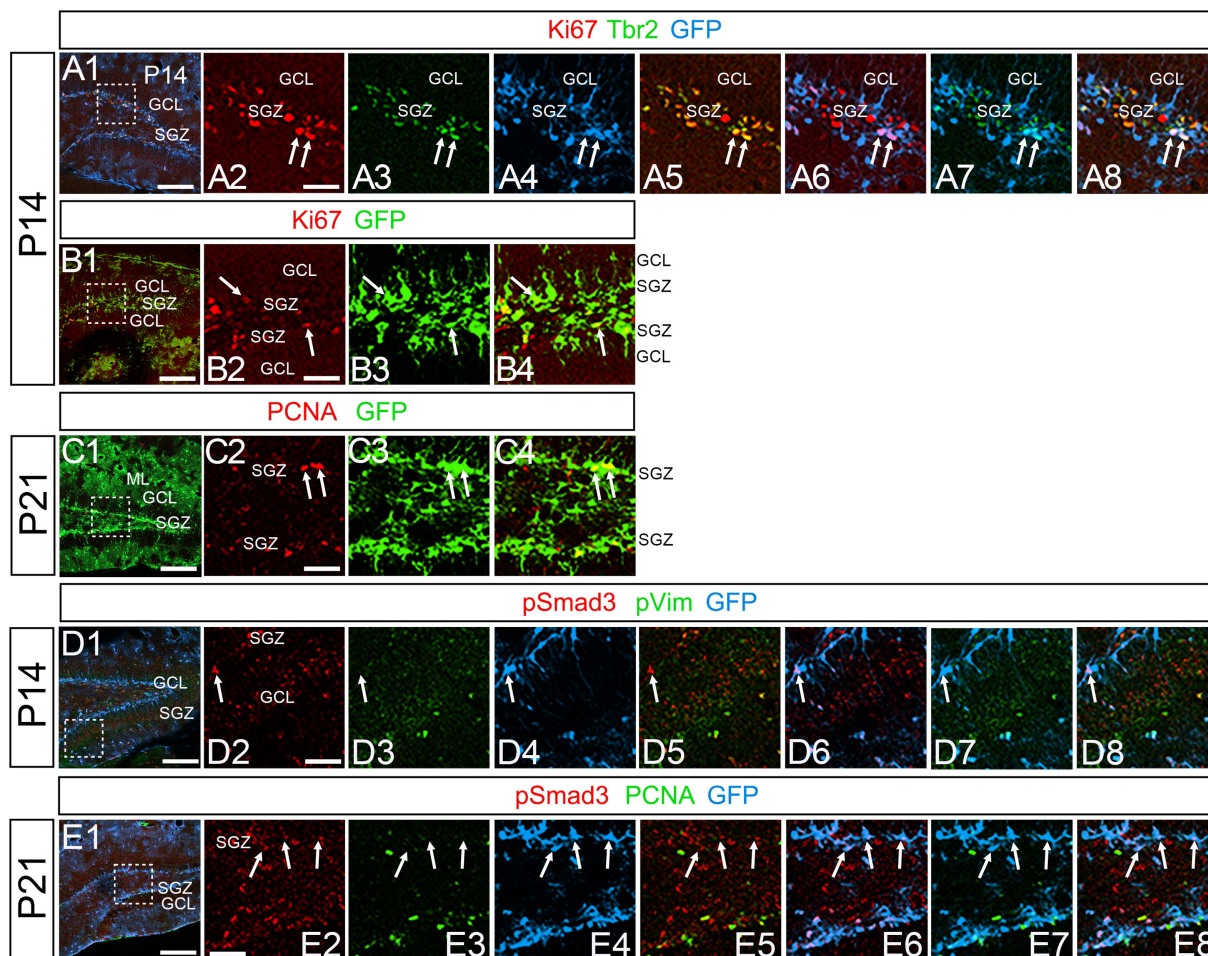 Ki67 Tbr2 GFP
P14
A1 P14 GCL SGZ
A2 GCL SGZ
A3 GCL SGZ
A4 GCL SGZ
A5 SGZ
A6 SGZ
A7 SGZ
A8 SGZ
Ki67 GFP
B1 GCL SGZ GCL
B2 GCL SGZ SGZ GCL
B3
B4
GCL
SGZ
SGZ
GCL
PCNA GFP
P21
C1 ML GCL SGZ
C2 SGZ SGZ
C3
C4
SGZ
SGZ
pSmad3 pVim GFP
P14
D1 GCL SGZ
D2 SGZ GCL
D3
D4
D5
D6
D7
D8
pSmad3 PCNA GFP
P21
E1 SGZ GCL
E2 SGZ
E3
E4
E5
E6
E7
E8